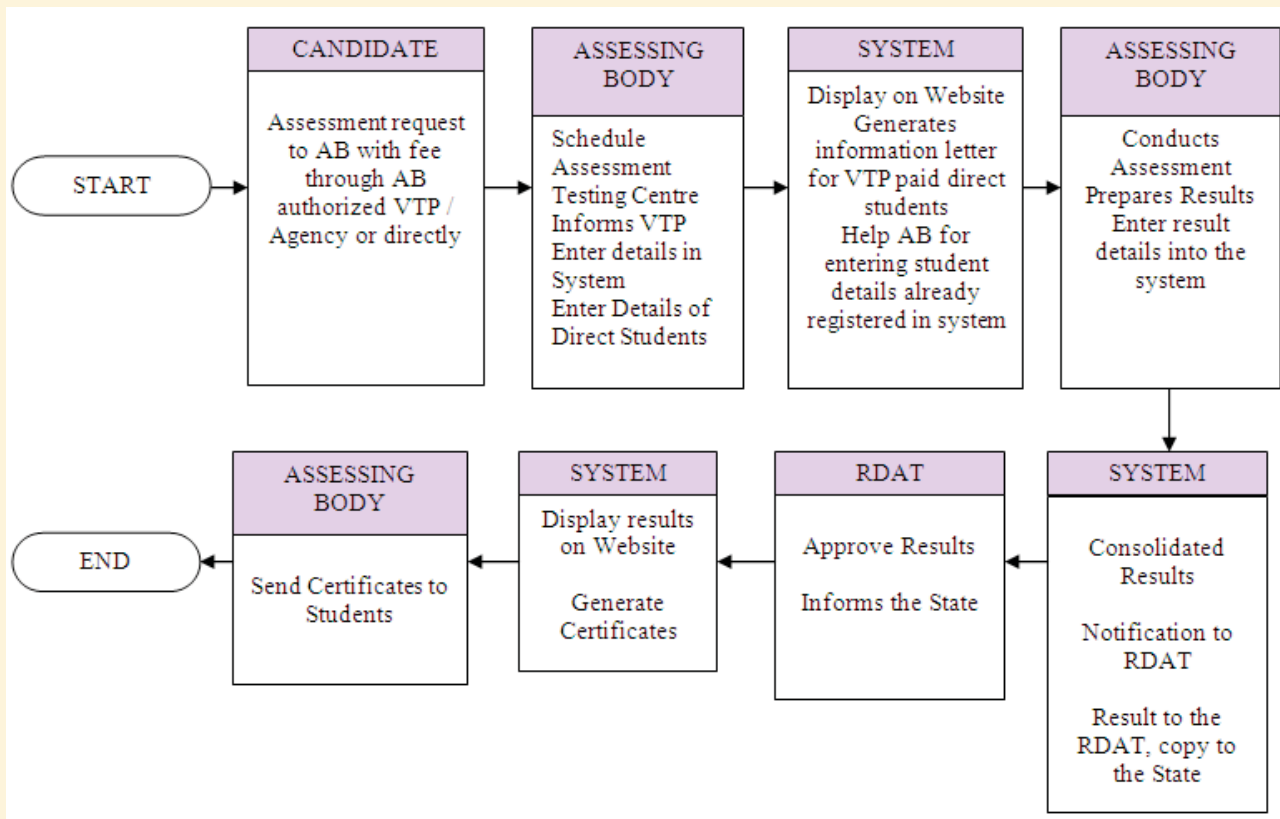 START
CANDIDATE
Assessment request
to AB with fee
through AB
authorized VTP /
Agency or directly
ASSESSING
BODY
Schedule
Assessment
Testing Centre
Informs VTP
Enter details in
System
Enter Details of
Direct Students
SYSTEM
Display on Website
Generates
information letter
for VTP paid direct
students
Help AB for
entering student
details already
registered in system
ASSESSING
BODY
Conducts
Assessment
Prepares Results
Enter result
details into the
system
SYSTEM
Consolidated
Results
Notification to
RDAT
Result to the
RDAT, copy to
the State
RDAT
Approve Results
Informs the State
SYSTEM
Display results
on Website
Generate
Certificates
ASSESSING
BODY
Send Certificates to
Students
END